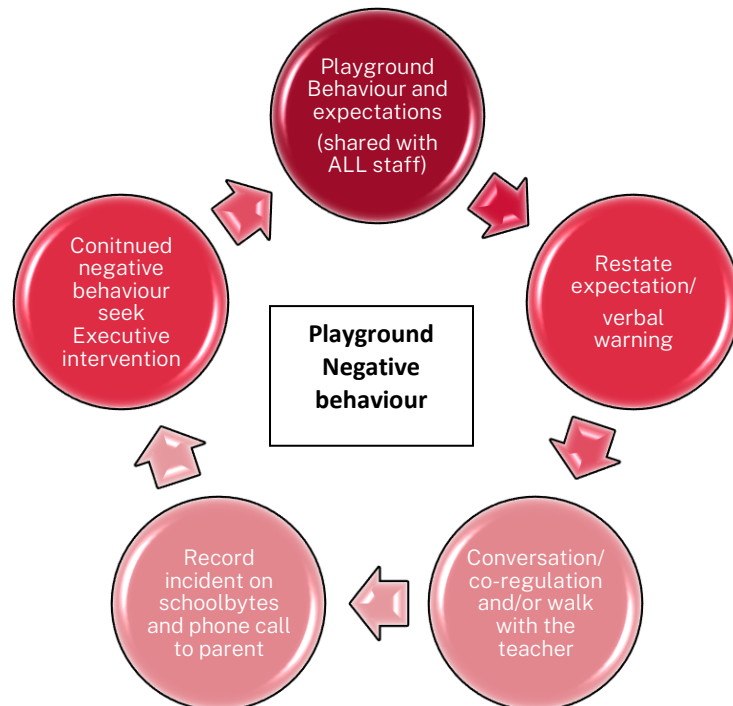 Playground
Behaviour and
expectations
(shared with
ALL staff)
Restate
expectation/
verbal
warning
Conversation/
co-regulation
and/or walk
with the
teacher
Record
incident on
schoolbytes
and phone call
to parent
Conitnued
negative
behaviour
seek
Executive
intervention
Playground
Negative
behaviour